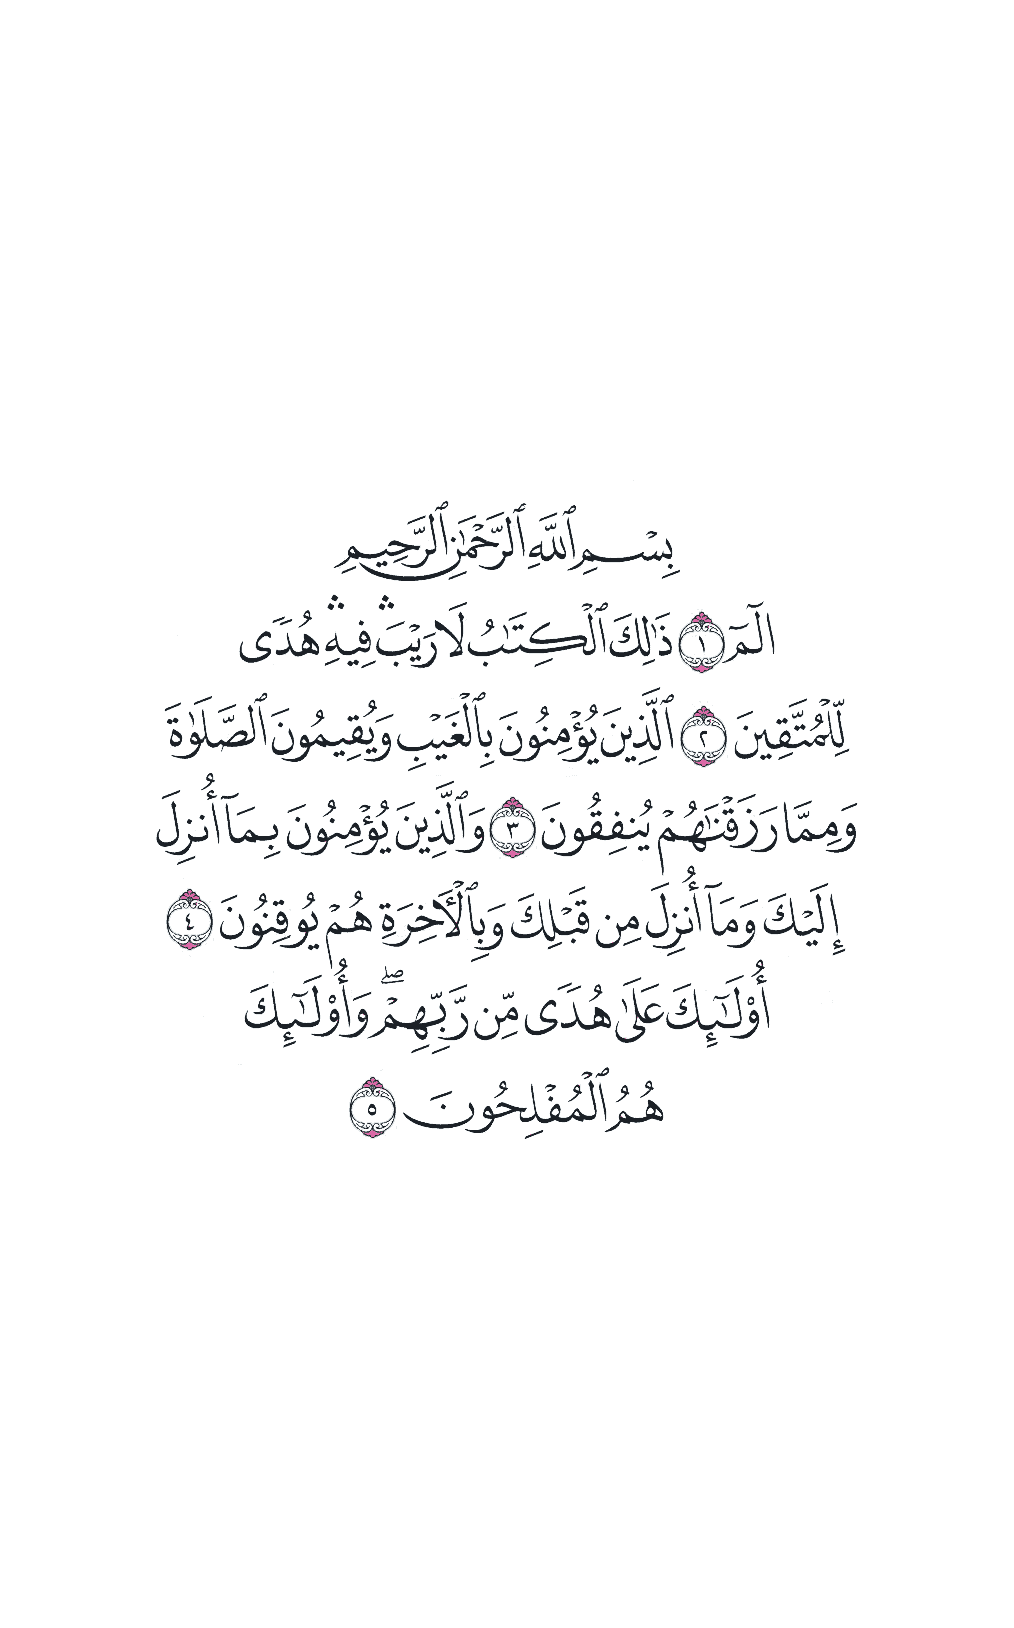 بِسْمِ ٱللَّهِ ٱلرَّحْمَٰنِ ٱلرَّحِيمِ
الٓمٓ ١ ذَٰلِكَ ٱلْكِتَٰبُ لَا رَيْبَ ۛ فِيهِ ۛ هُدًى
لِّلْمُتَّقِينَ ٢ ٱلَّذِينَ يُؤْمِنُونَ بِٱلْغَيْبِ وَيُقِيمُونَ ٱلصَّلَوٰةَ
وَمِمَّا رَزَقْنَٰهُمْ يُنفِقُونَ ٣ وَٱلَّذِينَ يُؤْمِنُونَ بِمَآ أُنزِلَ
إِلَيْكَ وَمَآ أُنزِلَ مِن قَبْلِكَ وَبِٱلْأَخِرَةِ هُمْ يُوقِنُونَ ٤
أُوْلَٰٓئِكَ عَلَىٰ هُدًى مِّن رَّبِّهِمْ ۖ وَأُوْلَٰٓئِكَ
هُمُ ٱلْمُفْلِحُونَ ٥